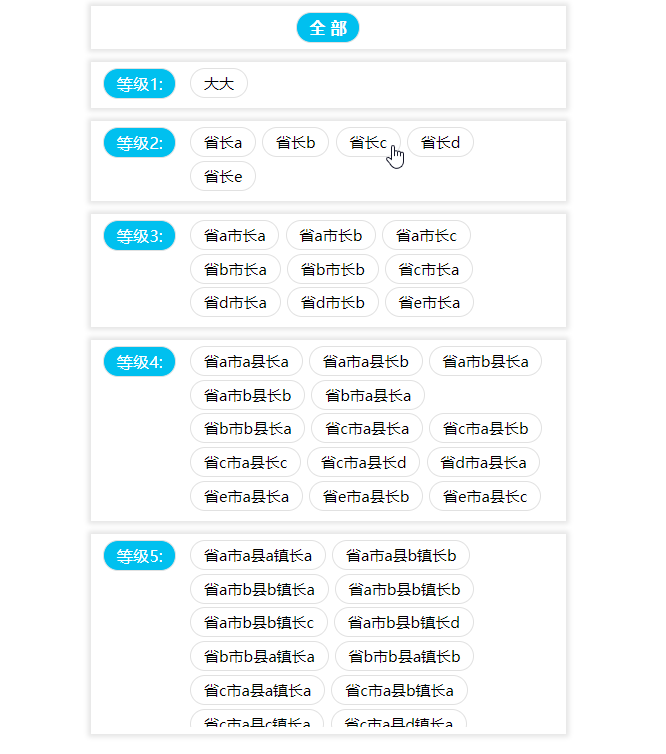 全 部
等级1: 大大
等级2: 省长a 省长b 省长c 省长d
省长e
等级3: 省a市长a 省a市长b 省a市长c
省b市长a 省b市长b 省c市长a
省d市长a 省d市长b 省e市长a
等级4: 省a市a县长a 省a市a县长b 省a市b县长a
省a市b县长b 省b市a县长a
省b市b县长a 省c市a县长a 省c市a县长b
省c市a县长c 省c市a县长d 省d市a县长a
省e市a县长a 省e市a县长b 省e市a县长c
等级5: 省a市a县a镇长a 省a市a县b镇长b
省a市b县b镇长a 省a市b县b镇长b
省a市b县b镇长c 省a市b县b镇长d
省b市b县a镇长a 省b市b县a镇长b
省c市a县a镇长a 省c市a县b镇长a
省c市a县c镇长a 省c市a县d镇长a